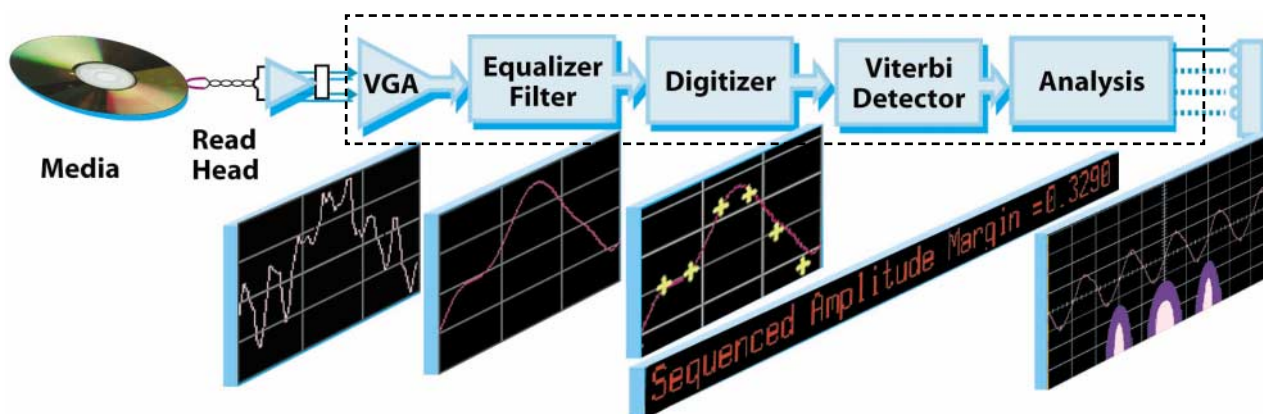 VGA
Equalizer
Filter
Digitizer
Viterbi
Detector
Analysis
Media
Read
Head
Sequenced Amplitude Margin =0.3290